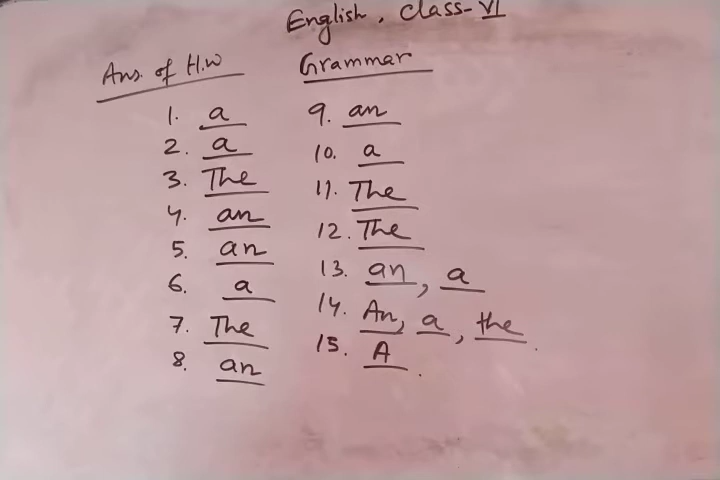 English, Class-VI
Ans. of H.W
Grammar
1. a
2. a
3. The
4. an
5. an
6. a
7. The
8. an
9. an
10. a
11. The
12. The
13. an, a
14. An, a, the.
15. A.